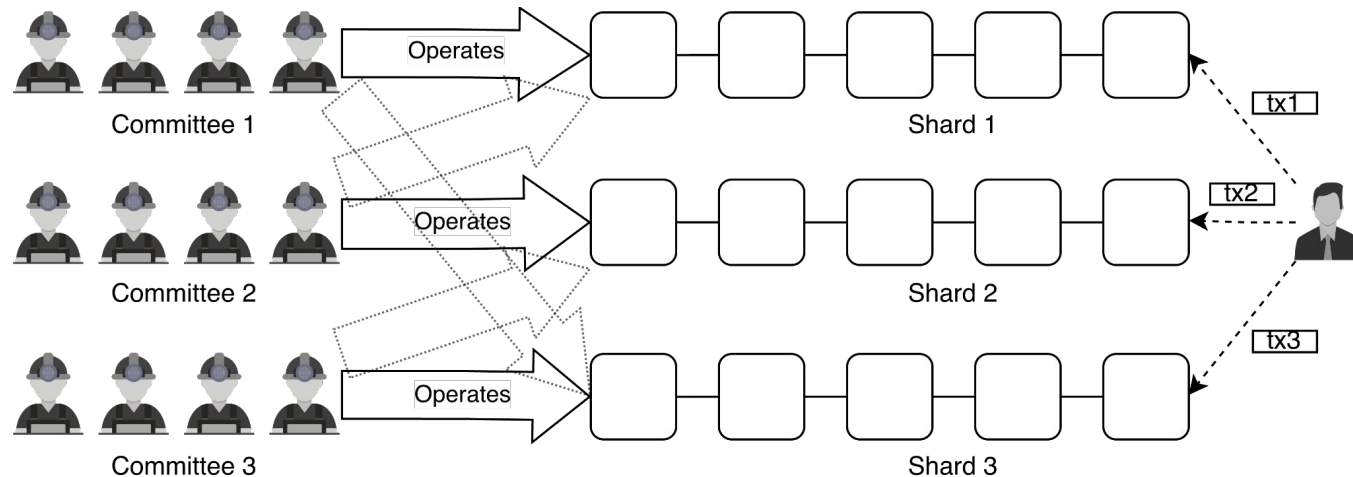 Operates
Committee 1
Shard 1
tx1
Operates
Committee 2
Shard 2
tx2
Operates
Committee 3
Shard 3
tx3